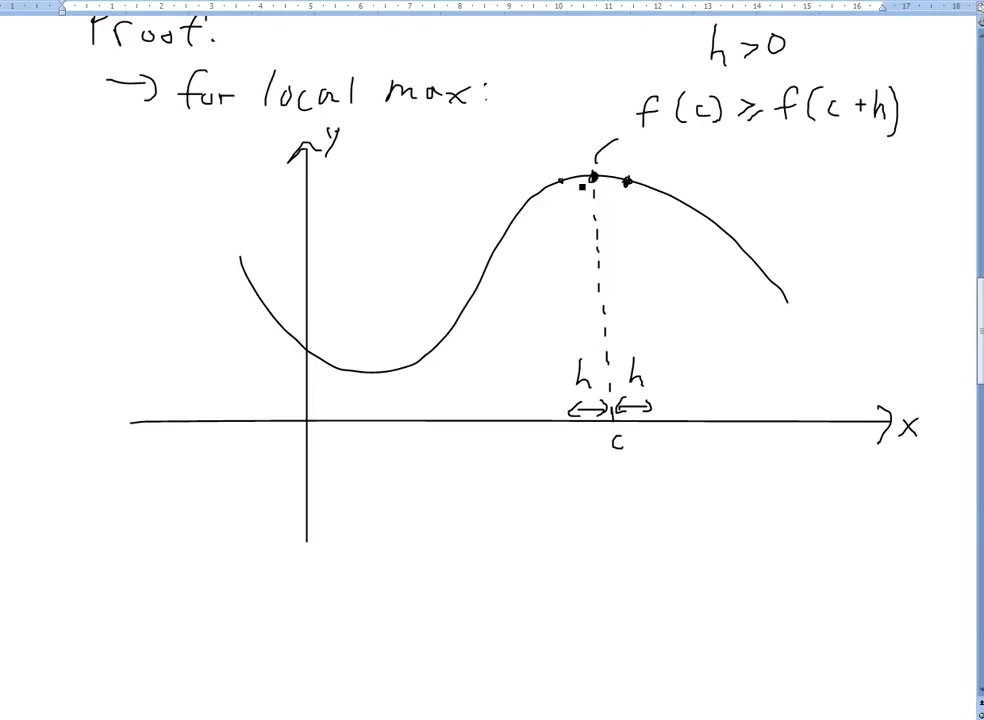 Proof:
→ for local max:
h > 0
f(c) ≥ f(c+h)
y
h h
c
x